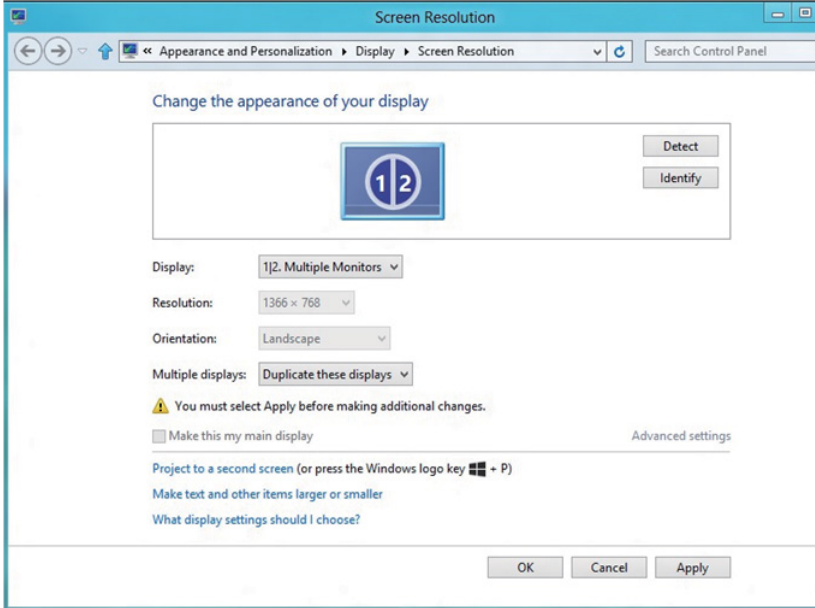 Screen Resolution
« Appearance and Personalization ▸ Display ▸ Screen Resolution
Search Control Panel
Change the appearance of your display
1|2
Detect
Identify
Display: 1|2. Multiple Monitors
Resolution: 1366 × 768
Orientation: Landscape
Multiple displays: Duplicate these displays
You must select Apply before making additional changes.
Make this my main display
Advanced settings
Project to a second screen (or press the Windows logo key + P)
Make text and other items larger or smaller
What display settings should I choose?
OK Cancel Apply